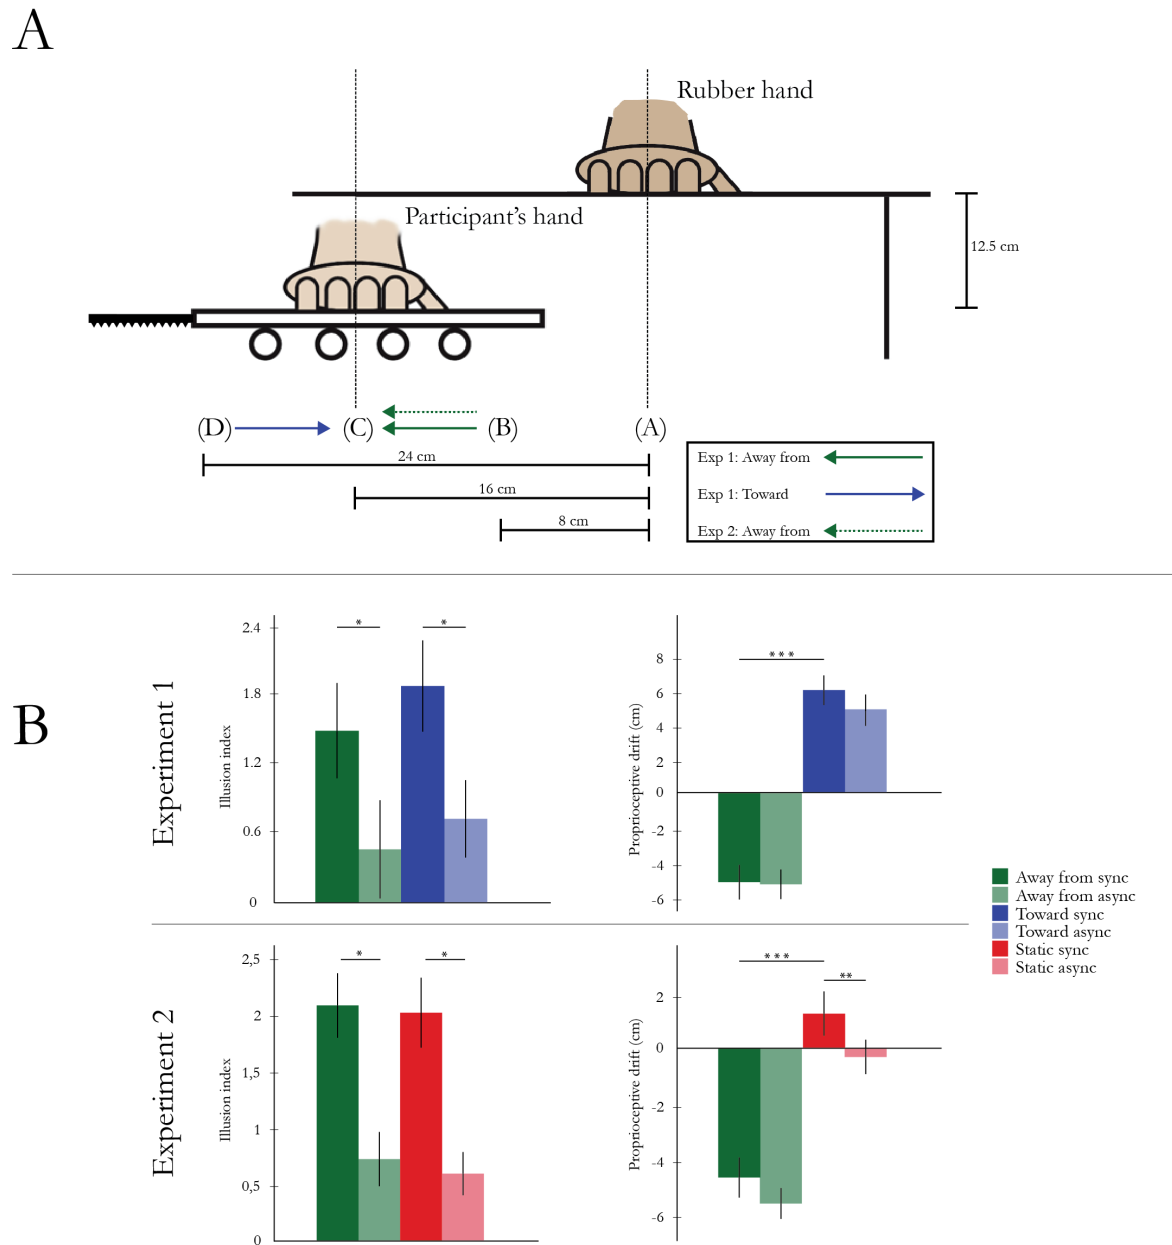 A
Rubber hand
Participant's hand
12.5 cm
(D)
(C)
(B)
(A)
24 cm
16 cm
8 cm
Exp 1: Away from
Exp 1: Toward
Exp 2: Away from
B
Experiment 1
Illusion index
2.4
1.8
1.2
0.6
0
*
*
Proprioceptive drift (cm)
8
6
4
2
0
-2
-4
-6
***
Away from sync
Away from async
Toward sync
Toward async
Static sync
Static async
Experiment 2
Illusion index
2,5
2
1,5
1
0,5
0
*
*
Proprioceptive drift (cm)
2
0
-2
-4
-6
***
**